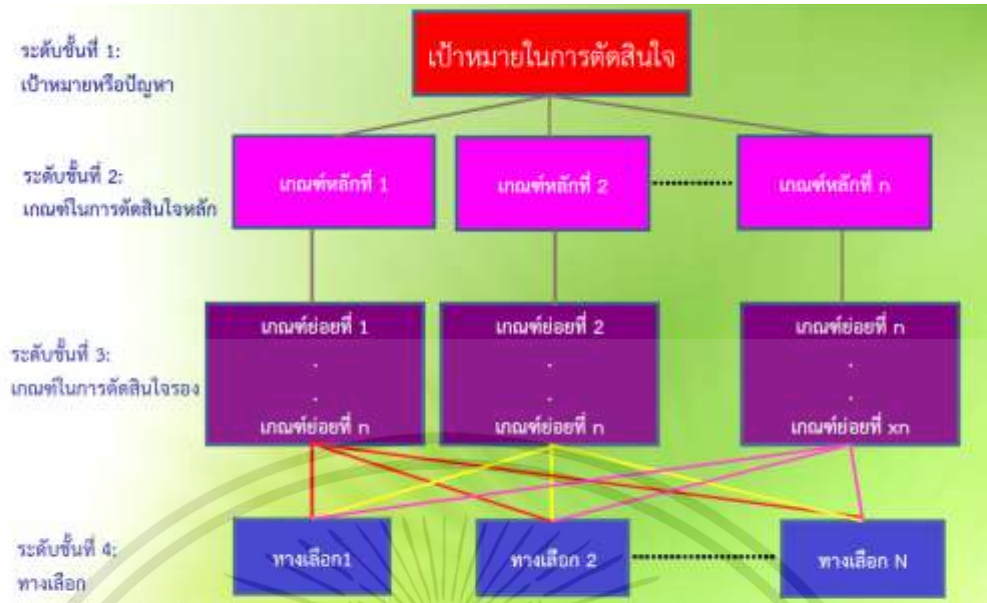 ระดับชั้นที่ 1:
เป้าหมายหรือปัญหา
เป้าหมายในการตัดสินใจ
ระดับชั้นที่ 2:
เกณฑ์ในการตัดสินใจหลัก
เกณฑ์หลักที่ 1
เกณฑ์หลักที่ 2
เกณฑ์หลักที่ n
ระดับชั้นที่ 3:
เกณฑ์ในการตัดสินใจรอง
เกณฑ์ย่อยที่ 1
.
.
เกณฑ์ย่อยที่ n
เกณฑ์ย่อยที่ 2
.
.
เกณฑ์ย่อยที่ n
เกณฑ์ย่อยที่ n
.
.
เกณฑ์ย่อยที่ xn
ระดับชั้นที่ 4:
ทางเลือก
ทางเลือก1
ทางเลือก 2
ทางเลือก N